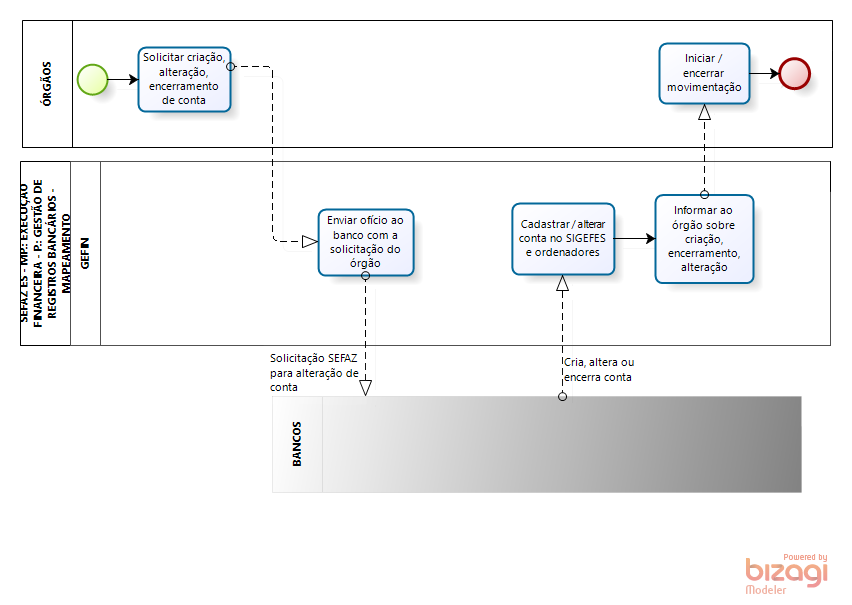 ÓRGÃOS
Solicitar criação,
alteração,
encerramento
de conta
Iniciar /
encerrar
movimentação
SEFAZ ES - MP.: EXECUÇÃO
FINANCEIRA - P.: GESTÃO DE
REGISTROS BANCÁRIOS -
MAPEAMENTO
GEFIN
Enviar ofício ao
banco com a
solicitação do
órgão
Cadastrar / alterar
conta no SIGEFES
e ordenadores
Informar ao
órgão sobre
criação,
encerramento,
alteração
Solicitação SEFAZ
para alteração de
conta
Cria, altera ou
encerra conta
BANCOS
Powered by
bizagi
Modeler